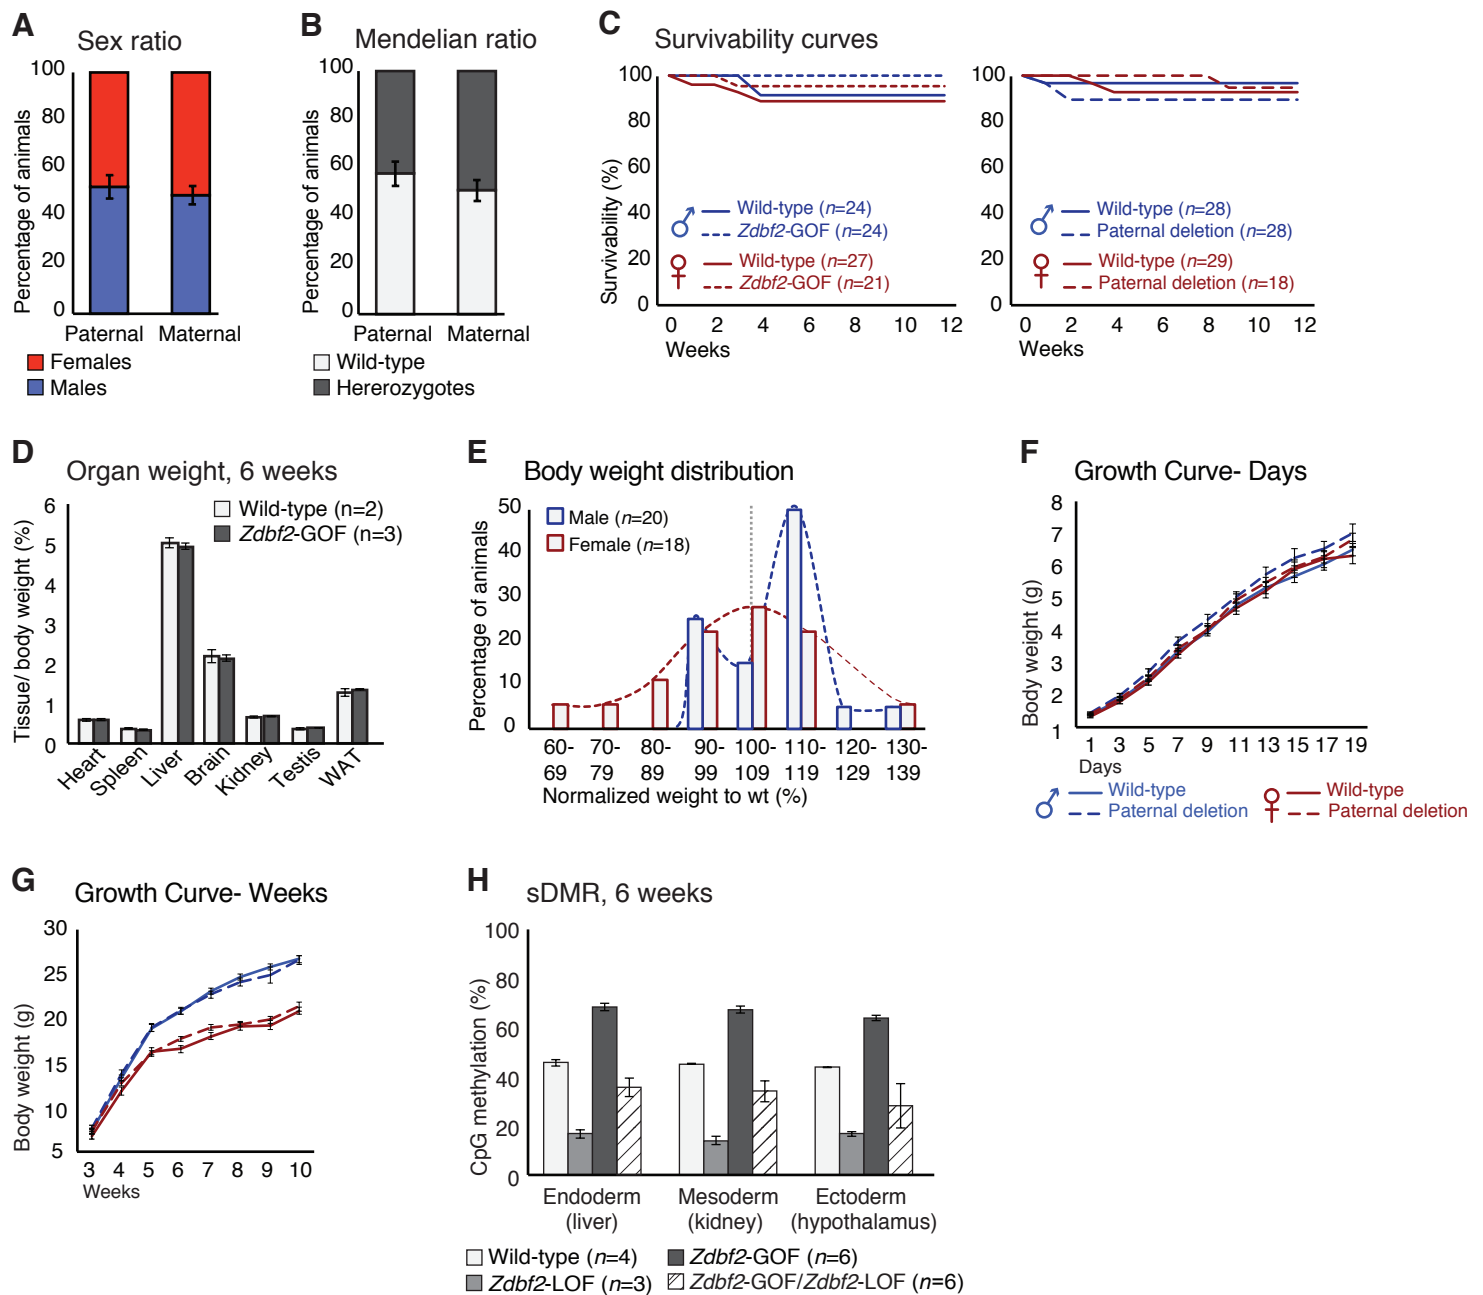 A
Sex ratio
100
80
60
40
20
0
Percentage of animals
Paternal
Maternal
Females
Males
B
Mendelian ratio
100
80
60
40
20
0
Percentage of animals
Paternal
Maternal
Wild-type
Hererozygotes
C
Survivability curves
100
80
60
40
20
0
Survivability (%)
Wild-type (n=24)
Zdbf2-GOF (n=24)
Wild-type (n=27)
Zdbf2-GOF (n=21)
0 2 4 6 8 10 12
Weeks
100
80
60
40
20
0
♂ Wild-type (n=28)
Paternal deletion (n=28)
♀ Wild-type (n=29)
Paternal deletion (n=18)
0 2 4 6 8 10 12
Weeks
D
Organ weight, 6 weeks
6
5
4
3
2
1
0
Tissue/ body weight (%)
Wild-type (n=2)
Zdbf2-GOF (n=3)
Heart
Spleen
Liver
Brain
Kidney
Testis
WAT
E
Body weight distribution
50
40
30
20
10
0
Percentage of animals
Male (n=20)
Female (n=18)
60- 70- 80- 90- 100- 110- 120- 130-
69 79 89 99 109 119 129 139
Normalized weight to wt (%)
F
Growth Curve- Days
8
7
6
5
4
3
2
1
Body weight (g)
1 3 5 7 9 11 13 15 17 19
Days
♂ Wild-type
Paternal deletion
♀ Wild-type
Paternal deletion
G
Growth Curve- Weeks
30
25
20
15
10
5
Body weight (g)
3 4 5 6 7 8 9 10
Weeks
H
sDMR, 6 weeks
100
80
60
40
20
0
CpG methylation (%)
Endoderm
(liver)
Mesoderm
(kidney)
Ectoderm
(hypothalamus)
Wild-type (n=4)
Zdbf2-LOF (n=3)
Zdbf2-GOF (n=6)
Zdbf2-GOF/Zdbf2-LOF (n=6)